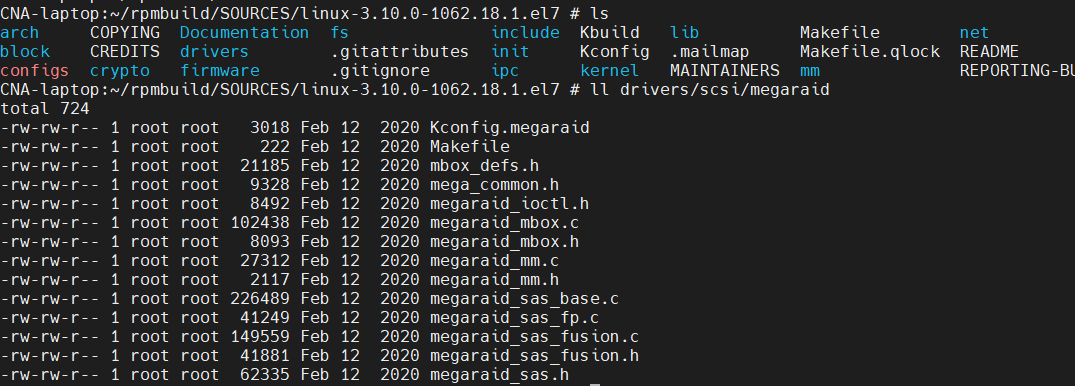 CNA-laptop:~/rpmbuild/SOURCES/linux-3.10.0-1062.18.1.el7 # ls
arch COPYING Documentation fs include Kbuild lib Makefile net
block CREDITS drivers .gitattributes init Kconfig .mailmap Makefile.qlock README
configs crypto firmware .gitignore ipc kernel MAINTAINERS mm REPORTING-BU
CNA-laptop:~/rpmbuild/SOURCES/linux-3.10.0-1062.18.1.el7 # ll drivers/scsi/megaraid
total 724
-rw-rw-r-- 1 root root 3018 Feb 12 2020 Kconfig.megaraid
-rw-rw-r-- 1 root root 222 Feb 12 2020 Makefile
-rw-rw-r-- 1 root root 21185 Feb 12 2020 mbox_defs.h
-rw-rw-r-- 1 root root 9328 Feb 12 2020 mega_common.h
-rw-rw-r-- 1 root root 8492 Feb 12 2020 megaraid_ioctl.h
-rw-rw-r-- 1 root root 102438 Feb 12 2020 megaraid_mbox.c
-rw-rw-r-- 1 root root 8093 Feb 12 2020 megaraid_mbox.h
-rw-rw-r-- 1 root root 27312 Feb 12 2020 megaraid_mm.c
-rw-rw-r-- 1 root root 2117 Feb 12 2020 megaraid_mm.h
-rw-rw-r-- 1 root root 226489 Feb 12 2020 megaraid_sas_base.c
-rw-rw-r-- 1 root root 41249 Feb 12 2020 megaraid_sas_fp.c
-rw-rw-r-- 1 root root 149559 Feb 12 2020 megaraid_sas_fusion.c
-rw-rw-r-- 1 root root 41881 Feb 12 2020 megaraid_sas_fusion.h
-rw-rw-r-- 1 root root 62335 Feb 12 2020 megaraid_sas.h